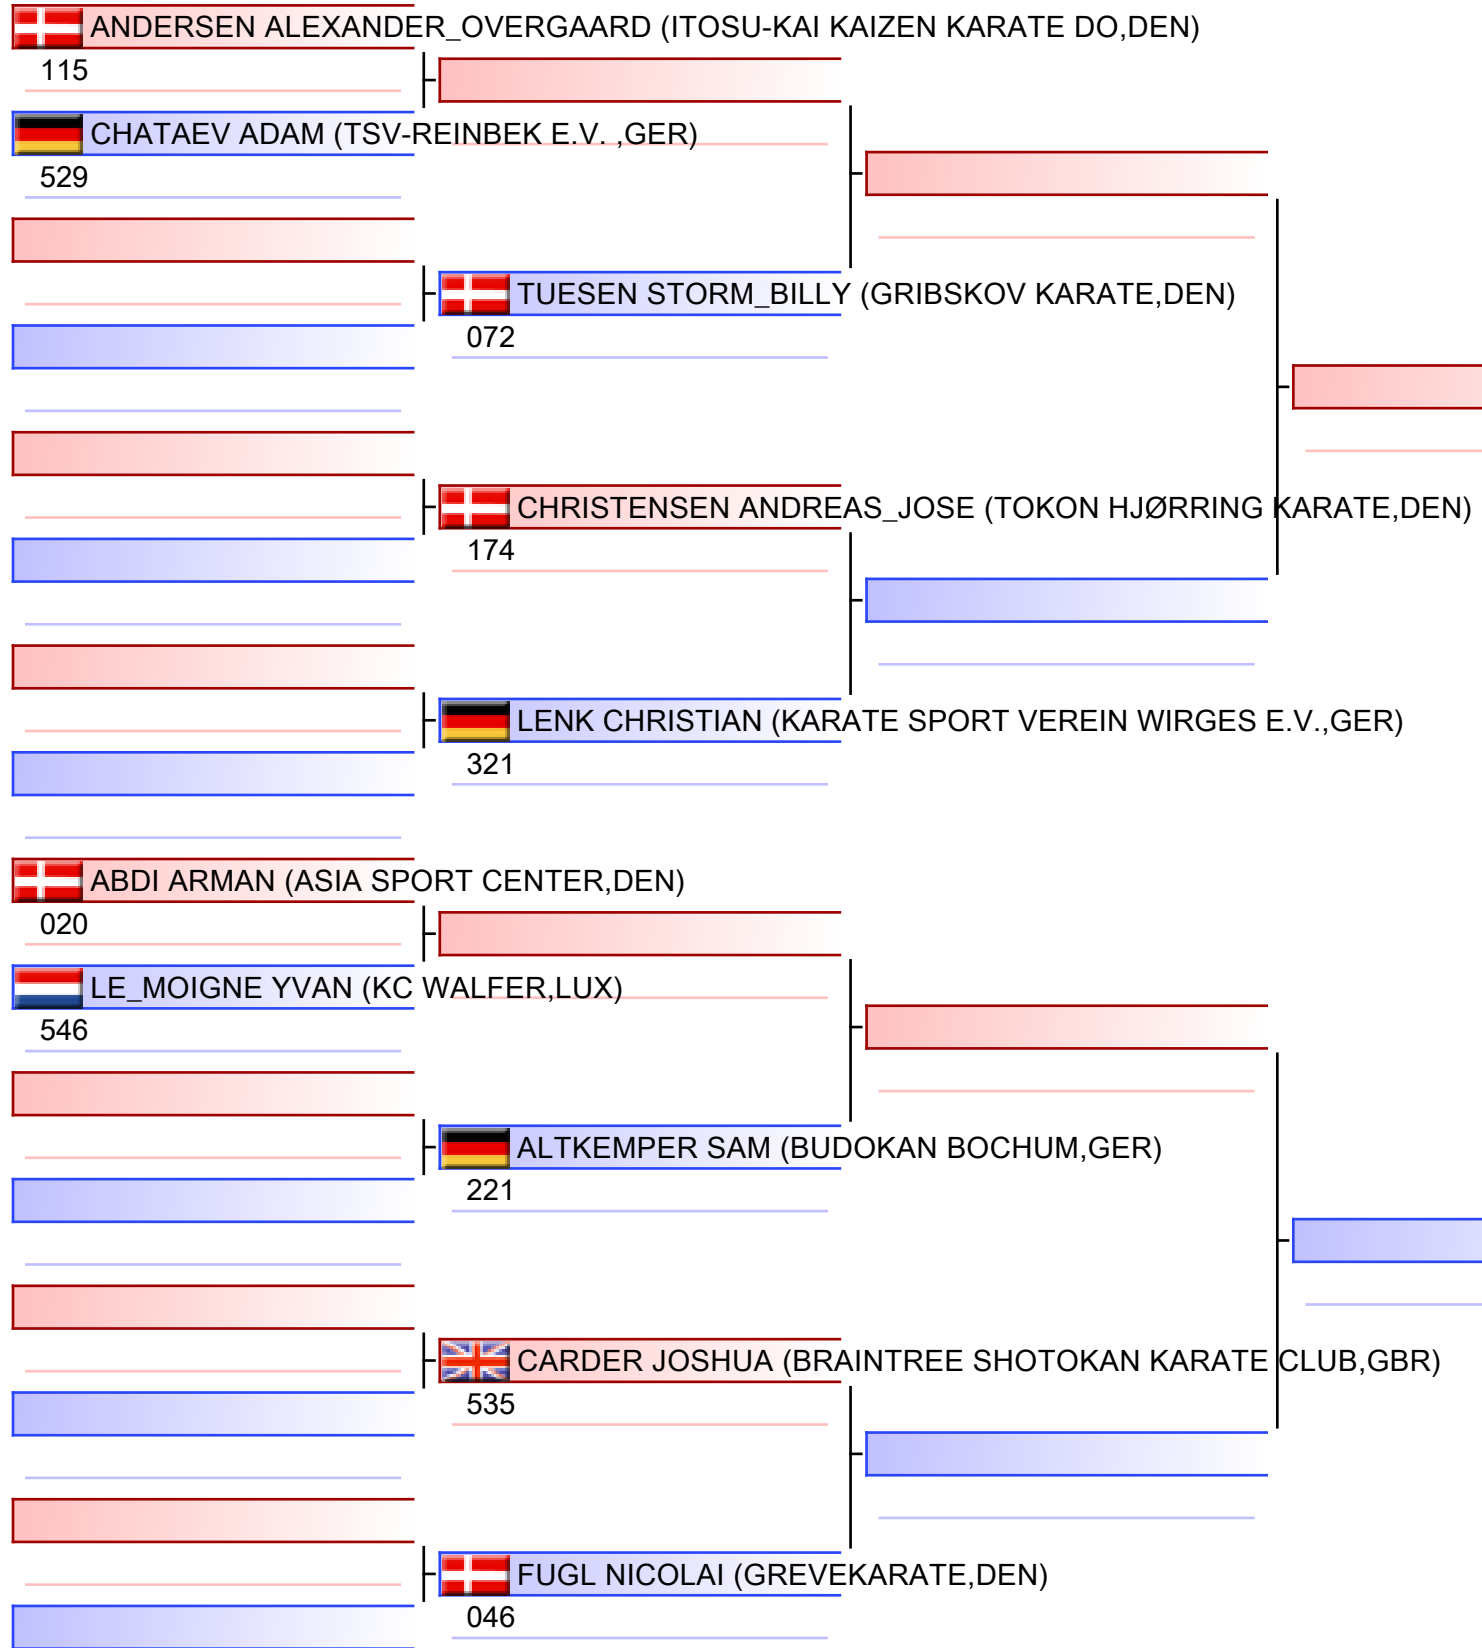 ANDERSEN ALEXANDER_OVERGAARD (ITOSU-KAI KAIZEN KARATE DO,DEN)
115
CHATAEV ADAM (TSV-REINBEK E.V. ,GER)
529
TUESEN STORM_BILLY (GRIBSKOV KARATE,DEN)
072
CHRISTENSEN ANDREAS_JOSE (TOKON HJØRRING KARATE,DEN)
174
LENK CHRISTIAN (KARATE SPORT VEREIN WIRGES E.V.,GER)
321
ABDI ARMAN (ASIA SPORT CENTER,DEN)
020
LE_MOIGNE YVAN (KC WALFER,LUX)
546
ALTKEMPER SAM (BUDOKAN BOCHUM,GER)
221
CARDER JOSHUA (BRAINTREE SHOTOKAN KARATE CLUB,GBR)
535
FUGL NICOLAI (GREVEKARATE,DEN)
046